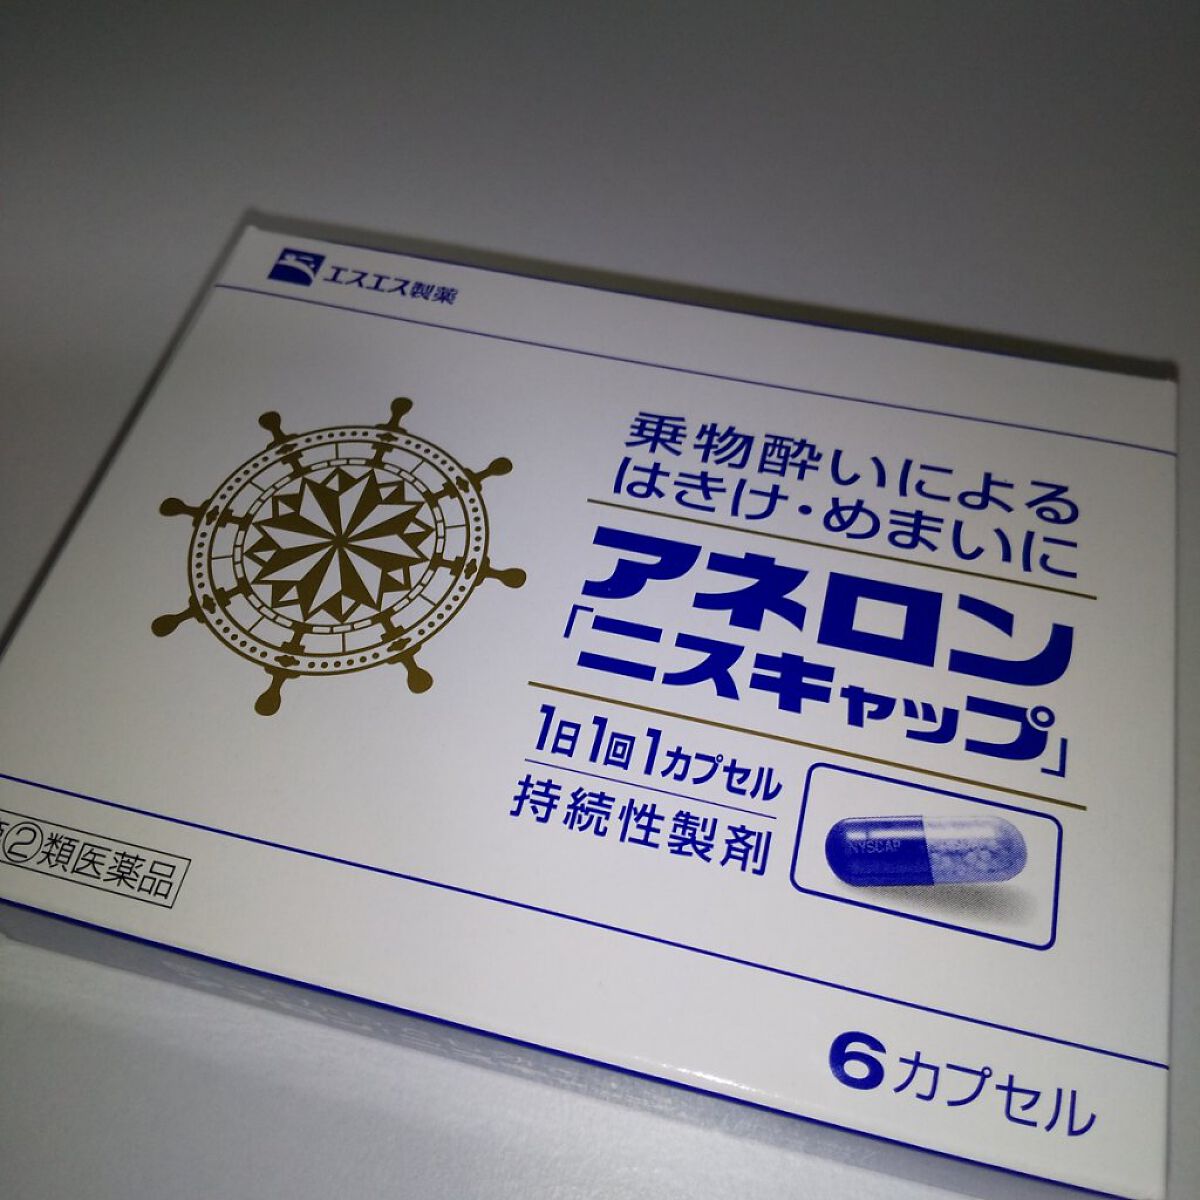 エスエス製薬
乗物酔いによる
はきけ・めまいに
アネロン
「ニスキャップ」
1日1回1カプセル
持続性製剤
NYSCAP
②類医薬品
6カプセル